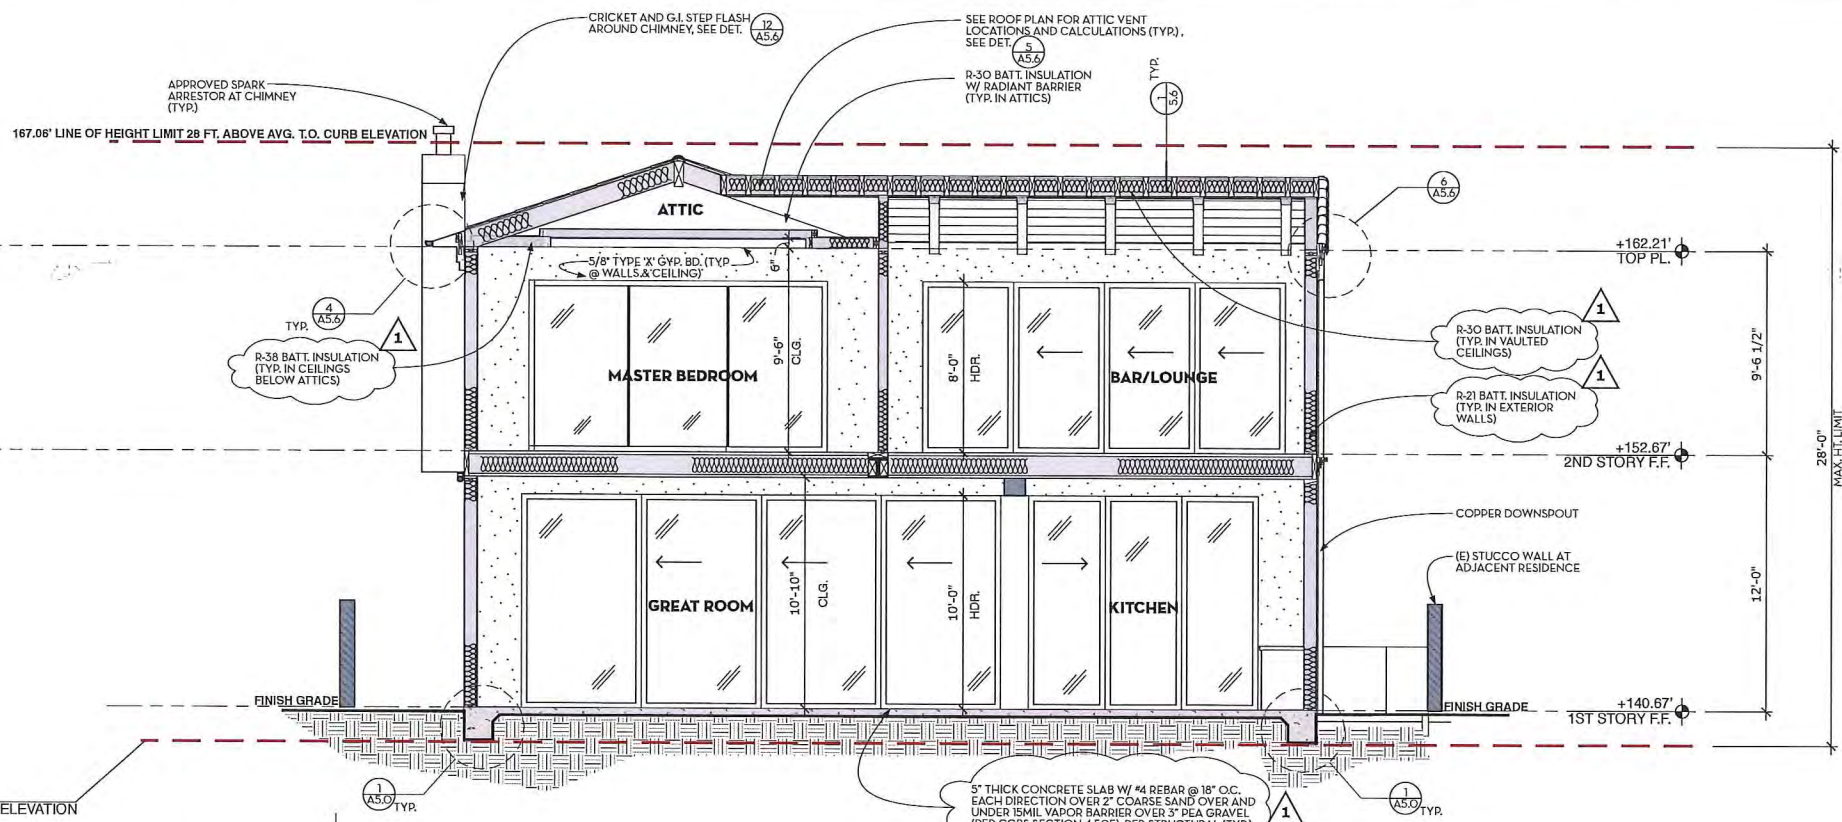 CRICKET AND G.I. STEP FLASH
AROUND CHIMNEY, SEE DET.
12
A5.6
SEE ROOF PLAN FOR ATTIC VENT
LOCATIONS AND CALCULATIONS (TYP.),
SEE DET.
5
A5.6
R-30 BATT. INSULATION
W/ RADIANT BARRIER
(TYP. IN ATTICS)
TYP.
1
5.6
APPROVED SPARK
ARRESTOR AT CHIMNEY
(TYP.)
167.06' LINE OF HEIGHT LIMIT 28 FT. ABOVE AVG. T.O. CURB ELEVATION
6
A5.6
ATTIC
+162.21'
TOP PL.
5/8" TYPE 'X' GYP. BD. (TYP
@ WALLS & CEILING)
6"
4
A5.6
TYP.
1
R-38 BATT. INSULATION
(TYP. IN CEILINGS
BELOW ATTICS)
MASTER BEDROOM
9'-6"
CLG.
8'-0"
HDR.
BAR/LOUNGE
1
R-30 BATT. INSULATION
(TYP. IN VAULTED
CEILINGS)
1
R-21 BATT. INSULATION
(TYP. IN EXTERIOR
WALLS)
9'-6 1/2"
28'-0"
MAX. HT. LIMIT
+152.67'
2ND STORY F.F.
COPPER DOWNSPOUT
(E) STUCCO WALL AT
ADJACENT RESIDENCE
GREAT ROOM
10'-10"
CLG.
10'-0"
HDR.
KITCHEN
12'-0"
FINISH GRADE
FINISH GRADE
+140.67'
1ST STORY F.F.
ELEVATION
1
A5.0
TYP.
5" THICK CONCRETE SLAB W/ #4 REBAR @ 18" O.C.
EACH DIRECTION OVER 2" COARSE SAND OVER AND
UNDER 15MIL VAPOR BARRIER OVER 3" PEA GRAVEL
1
1
A5.0
TYP.